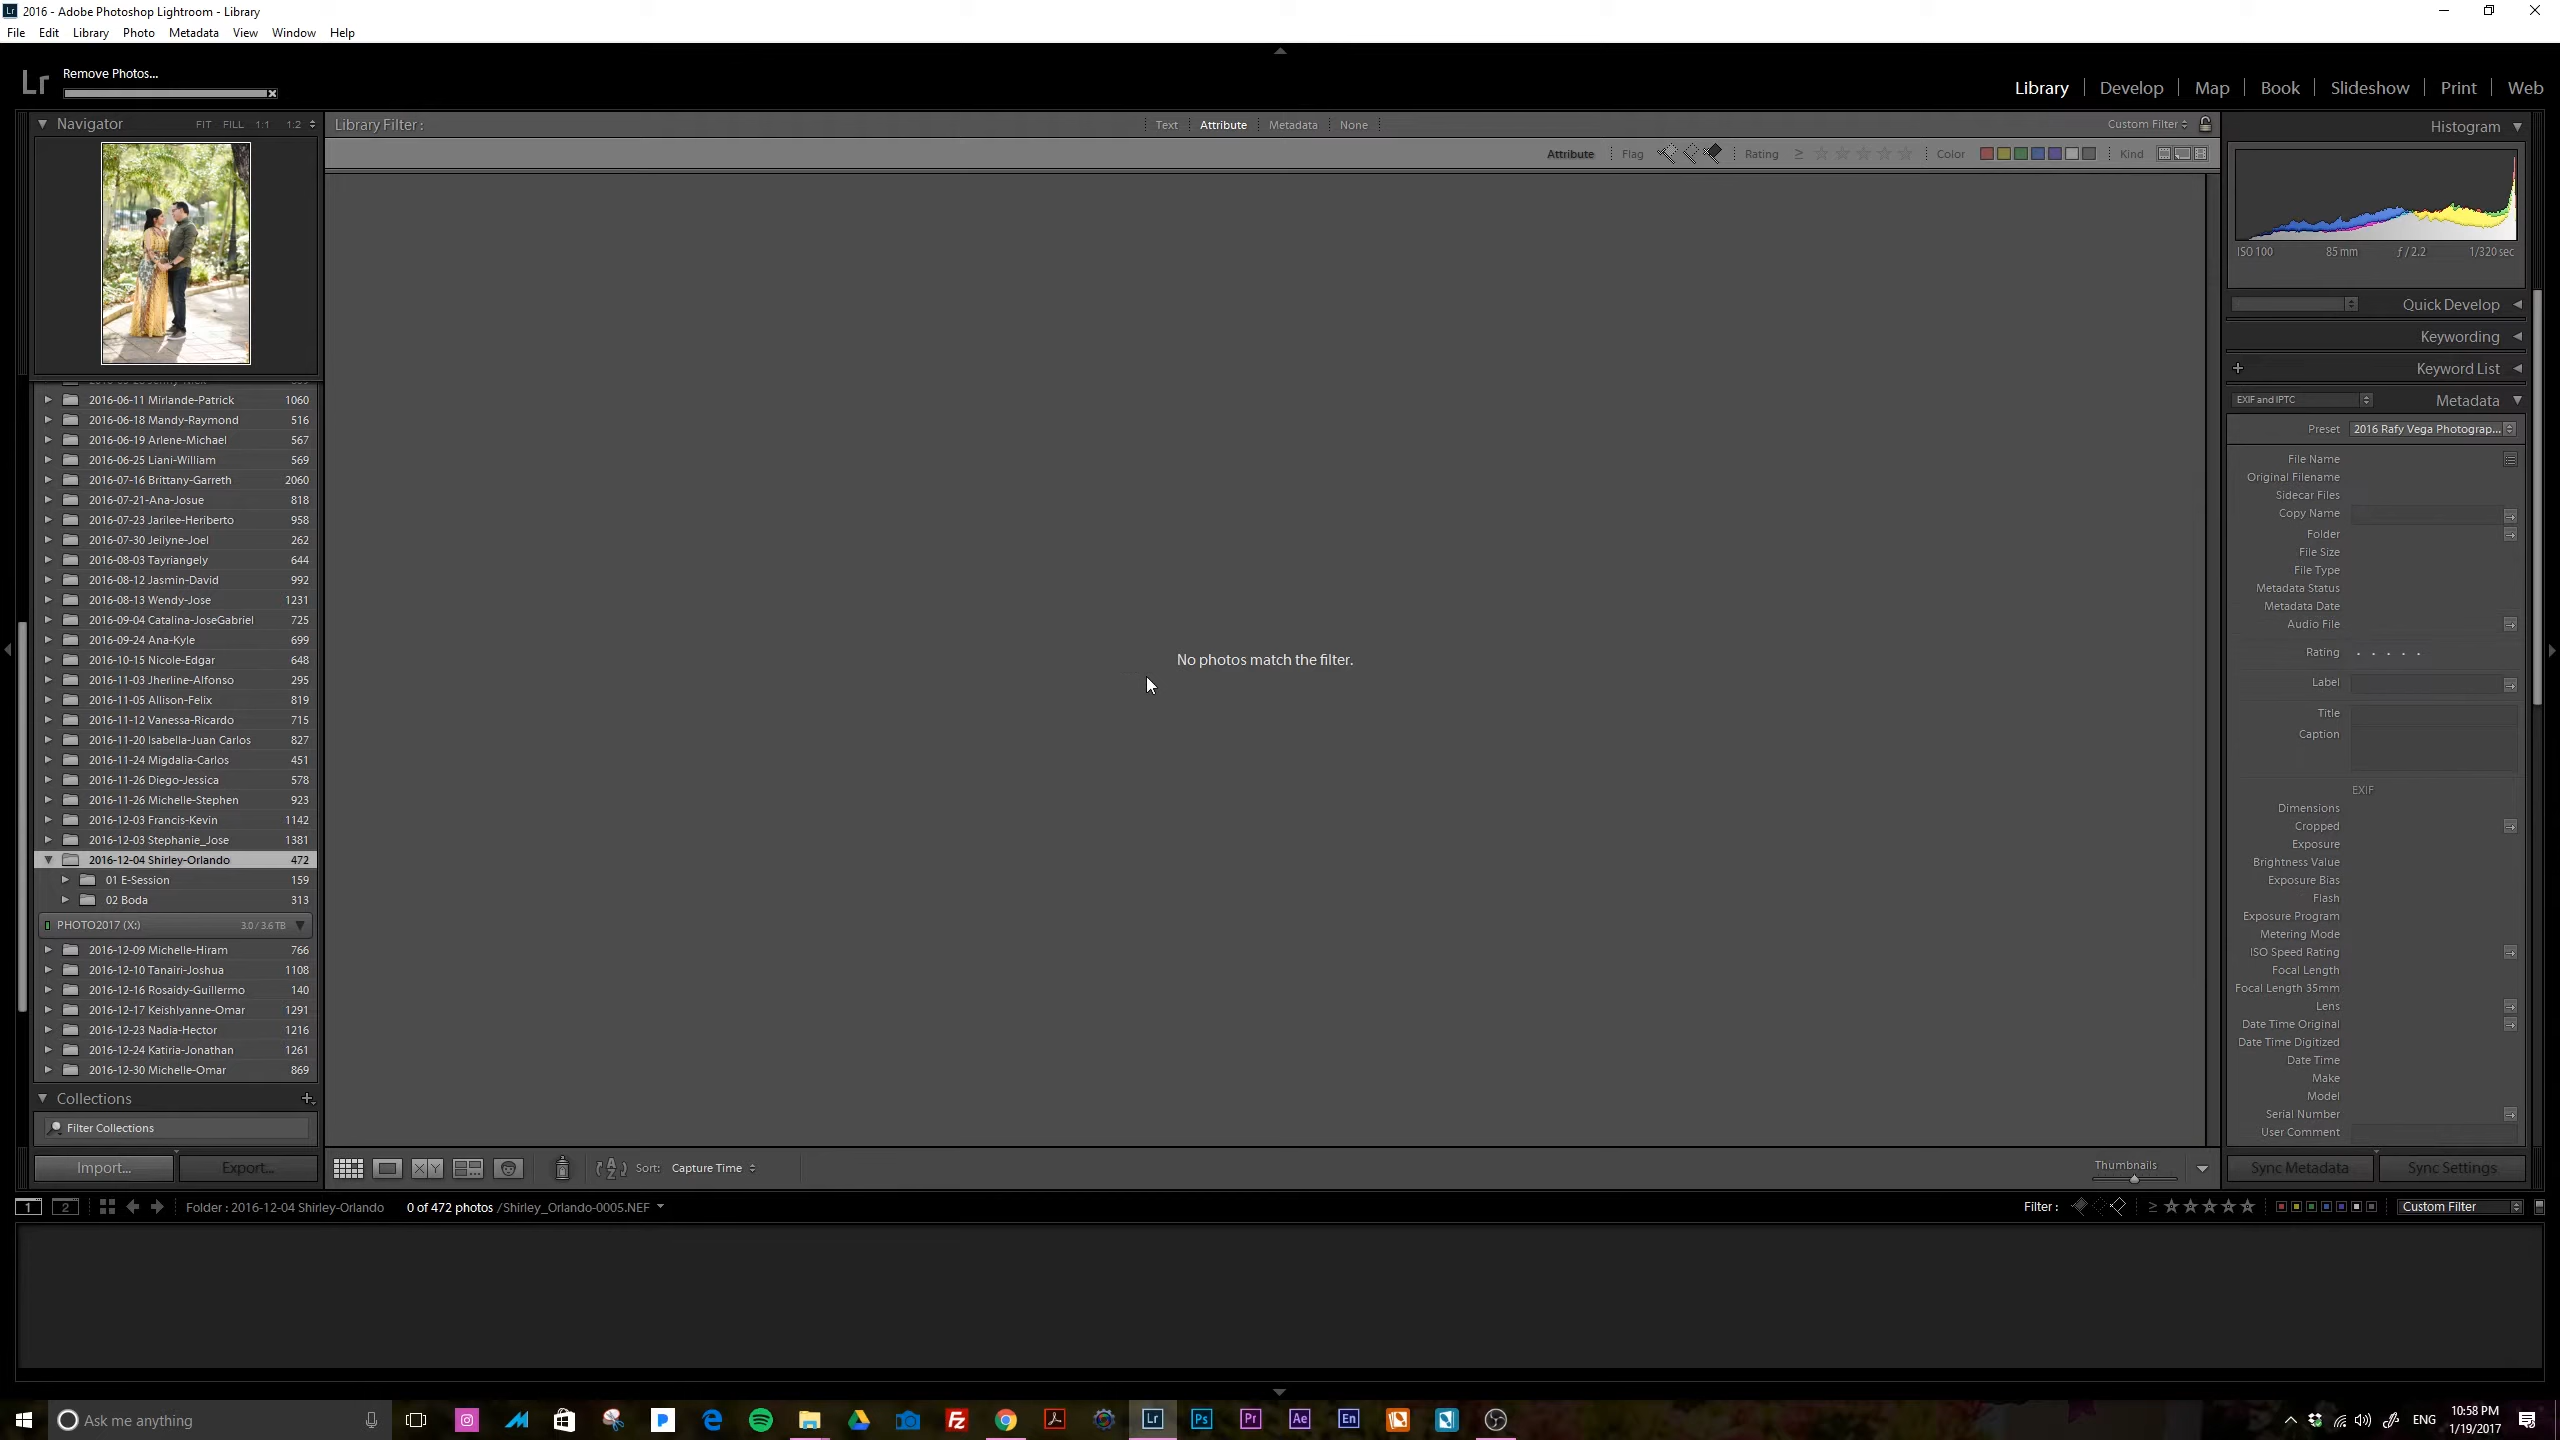 2016 - Adobe Photoshop Lightroom - Library
File Edit Library Photo Metadata View Window Help
Lr Remove Photos...
Library Develop Map Book Slideshow Print Web
Navigator FIT FILL 1:1 1:2
Library Filter : Text Attribute Metadata None Custom Filter
Attribute Flag Rating ≥ Color Kind
Histogram
ISO 100 85 mm ƒ / 2.2 1/320 sec
Quick Develop
Keywording
Keyword List
EXIF and IPTC Metadata
Preset 2016 Rafy Vega Photograp...
File Name
Original Filename
Sidecar Files
Copy Name
Folder
File Size
File Type
Metadata Status
Metadata Date
Audio File
Rating
Label
Title
Caption
EXIF
Dimensions
Cropped
Exposure
Brightness Value
Exposure Bias
Flash
Exposure Program
Metering Mode
ISO Speed Rating
Focal Length
Focal Length 35mm
Lens
Date Time Original
Date Time Digitized
Date Time
Make
Model
Serial Number
User Comment
Sync Metadata Sync Settings
2016-06-11 Mirlande-Patrick 1060
2016-06-18 Mandy-Raymond 516
2016-06-19 Arlene-Michael 567
2016-06-25 Liani-William 569
2016-07-16 Brittany-Garreth 2060
2016-07-21-Ana-Josue 818
2016-07-23 Jarilee-Heriberto 958
2016-07-30 Jeilyne-Joel 262
2016-08-03 Tayriangely 644
2016-08-12 Jasmin-David 992
2016-08-13 Wendy-Jose 1231
2016-09-04 Catalina-JoseGabriel 725
2016-09-24 Ana-Kyle 699
2016-10-15 Nicole-Edgar 648
2016-11-03 Jherline-Alfonso 295
2016-11-05 Allison-Felix 819
2016-11-12 Vanessa-Ricardo 715
2016-11-20 Isabella-Juan Carlos 827
2016-11-24 Migdalia-Carlos 451
2016-11-26 Diego-Jessica 578
2016-11-26 Michelle-Stephen 923
2016-12-03 Francis-Kevin 1142
2016-12-03 Stephanie_Jose 1381
2016-12-04 Shirley-Orlando 472
01 E-Session 159
02 Boda 313
PHOTO2017 (X:) 3.0 / 3.6 TB
2016-12-09 Michelle-Hiram 766
2016-12-10 Tanairi-Joshua 1108
2016-12-16 Rosaidy-Guillermo 140
2016-12-17 Keishlyanne-Omar 1291
2016-12-23 Nadia-Hector 1216
2016-12-24 Katiria-Jonathan 1261
2016-12-30 Michelle-Omar 869
Collections
Filter Collections
Import... Export...
No photos match the filter.
XY Sort: Capture Time Thumbnails
1 2 Folder : 2016-12-04 Shirley-Orlando 0 of 472 photos /Shirley_Orlando-0005.NEF Filter : ≥ Custom Filter
Ask me anything
Lr Ps Pr Ae En
ENG 10:58 PM
1/19/2017